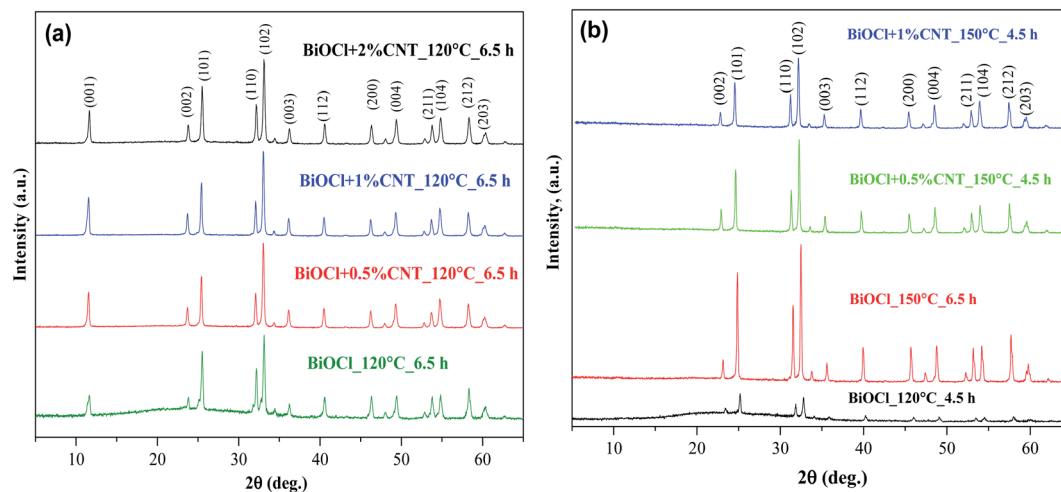 (a)
BiOCl+2%CNT_120°C_6.5 h
(001)
(002)
(101)
(110)
(102)
(003)
(112)
(200)
(004)
(211)
(104)
(212)
(203)
BiOCl+1%CNT_120°C_6.5 h
BiOCl+0.5%CNT_120°C_6.5 h
BiOCl_120°C_6.5 h
Intensity (a.u.)
10 20 30 40 50 60
2θ (deg.)
(b)
BiOCl+1%CNT_150°C_4.5 h
(002)
(101)
(110)
(102)
(003)
(112)
(200)
(004)
(211)
(104)
(212)
(203)
BiOCl+0.5%CNT_150°C_4.5 h
BiOCl_150°C_6.5 h
BiOCl_120°C_4.5 h
Intensity, (a.u.)
10 20 30 40 50 60
2θ (deg.)